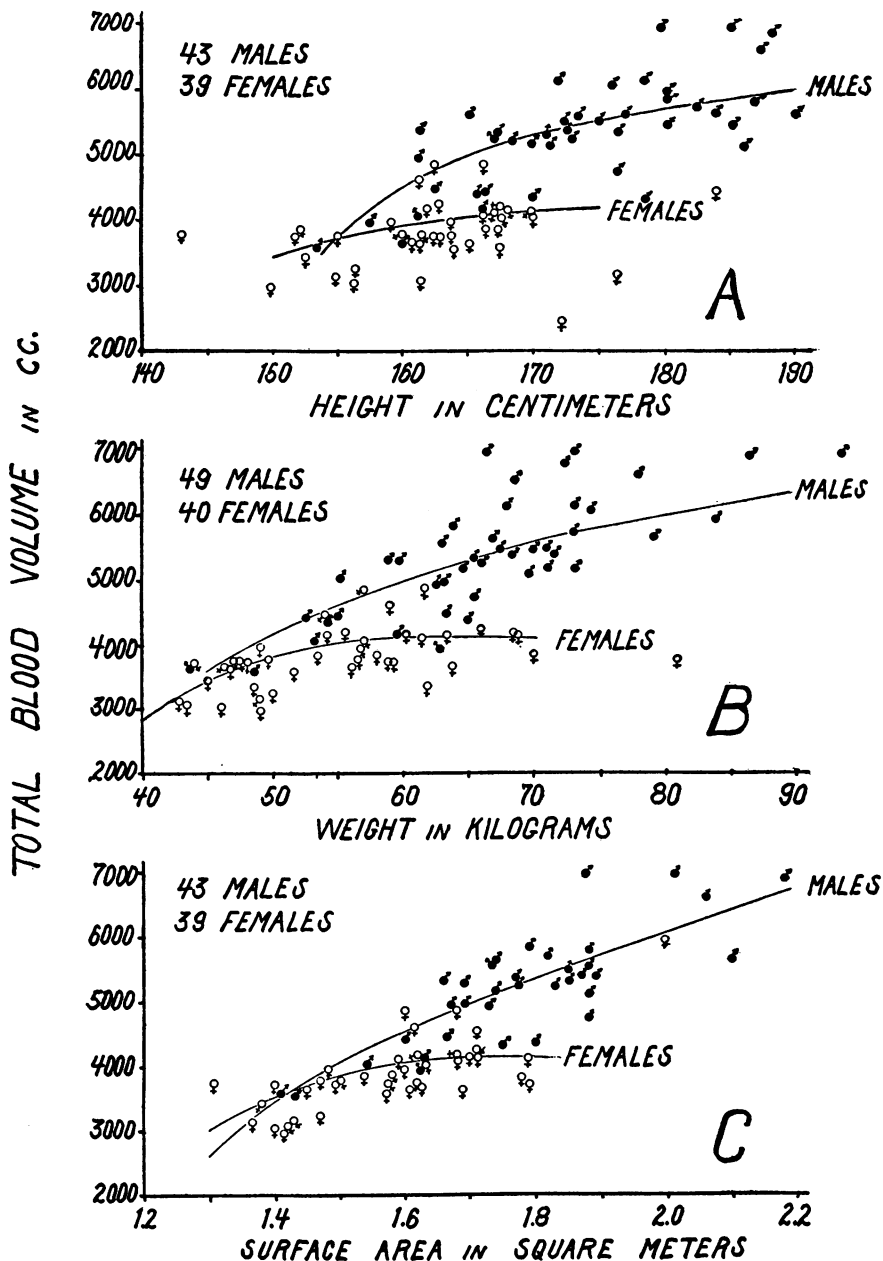 TOTAL BLOOD VOLUME IN CC.
7000
6000
5000
4000
3000
2000
43 MALES
39 FEMALES
MALES
FEMALES
A
140 150 160 170 180 190
HEIGHT IN CENTIMETERS
7000
6000
5000
4000
3000
2000
49 MALES
40 FEMALES
MALES
FEMALES
B
40 50 60 70 80 90
WEIGHT IN KILOGRAMS
7000
6000
5000
4000
3000
2000
43 MALES
39 FEMALES
MALES
FEMALES
C
1.2 1.4 1.6 1.8 2.0 2.2
SURFACE AREA IN SQUARE METERS